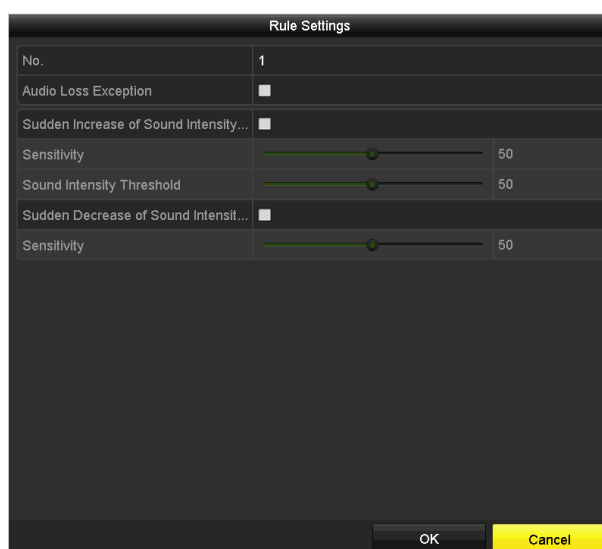 Rule Settings
No. 1
Audio Loss Exception
Sudden Increase of Sound Intensity...
Sensitivity 50
Sound Intensity Threshold 50
Sudden Decrease of Sound Intensit...
Sensitivity 50
OK Cancel